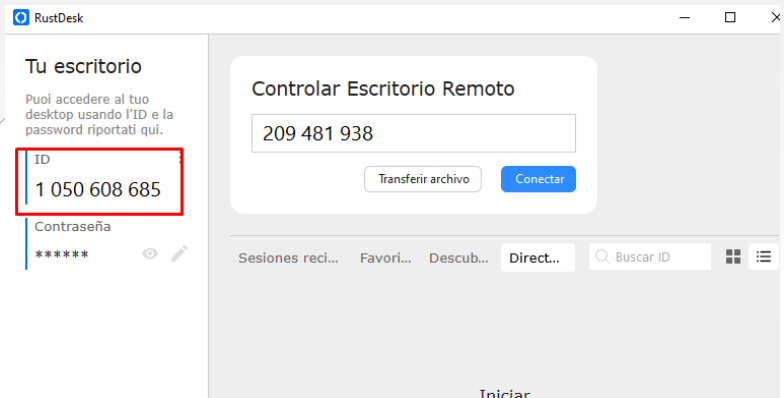 RustDesk
Tu escritorio
Puoi accedere al tuo
desktop usando l'ID e la
password riportati qui.
ID
1 050 608 685
Contraseña
******
Controlar Escritorio Remoto
209 481 938
Transferir archivo
Conectar
Sesiones reci...
Favori...
Descub...
Direct...
Buscar ID
Iniciar